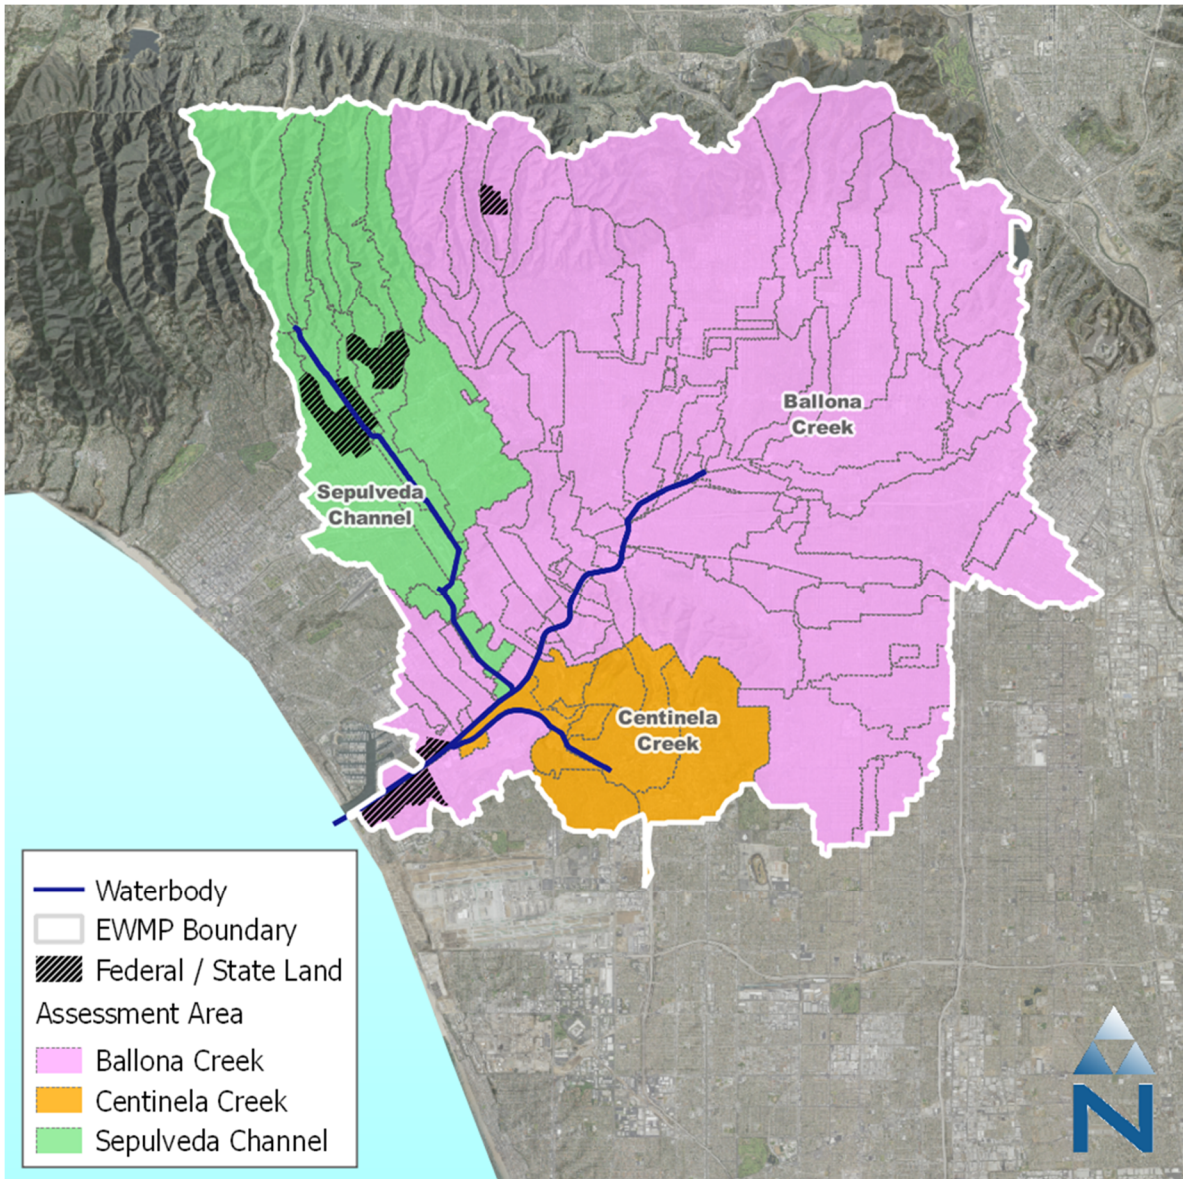 Ballona
Creek
Sepulveda
Channel
Centinela
Creek
Waterbody
EWMP Boundary
Federal / State Land
Assessment Area
Ballona Creek
Centinela Creek
Sepulveda Channel
N